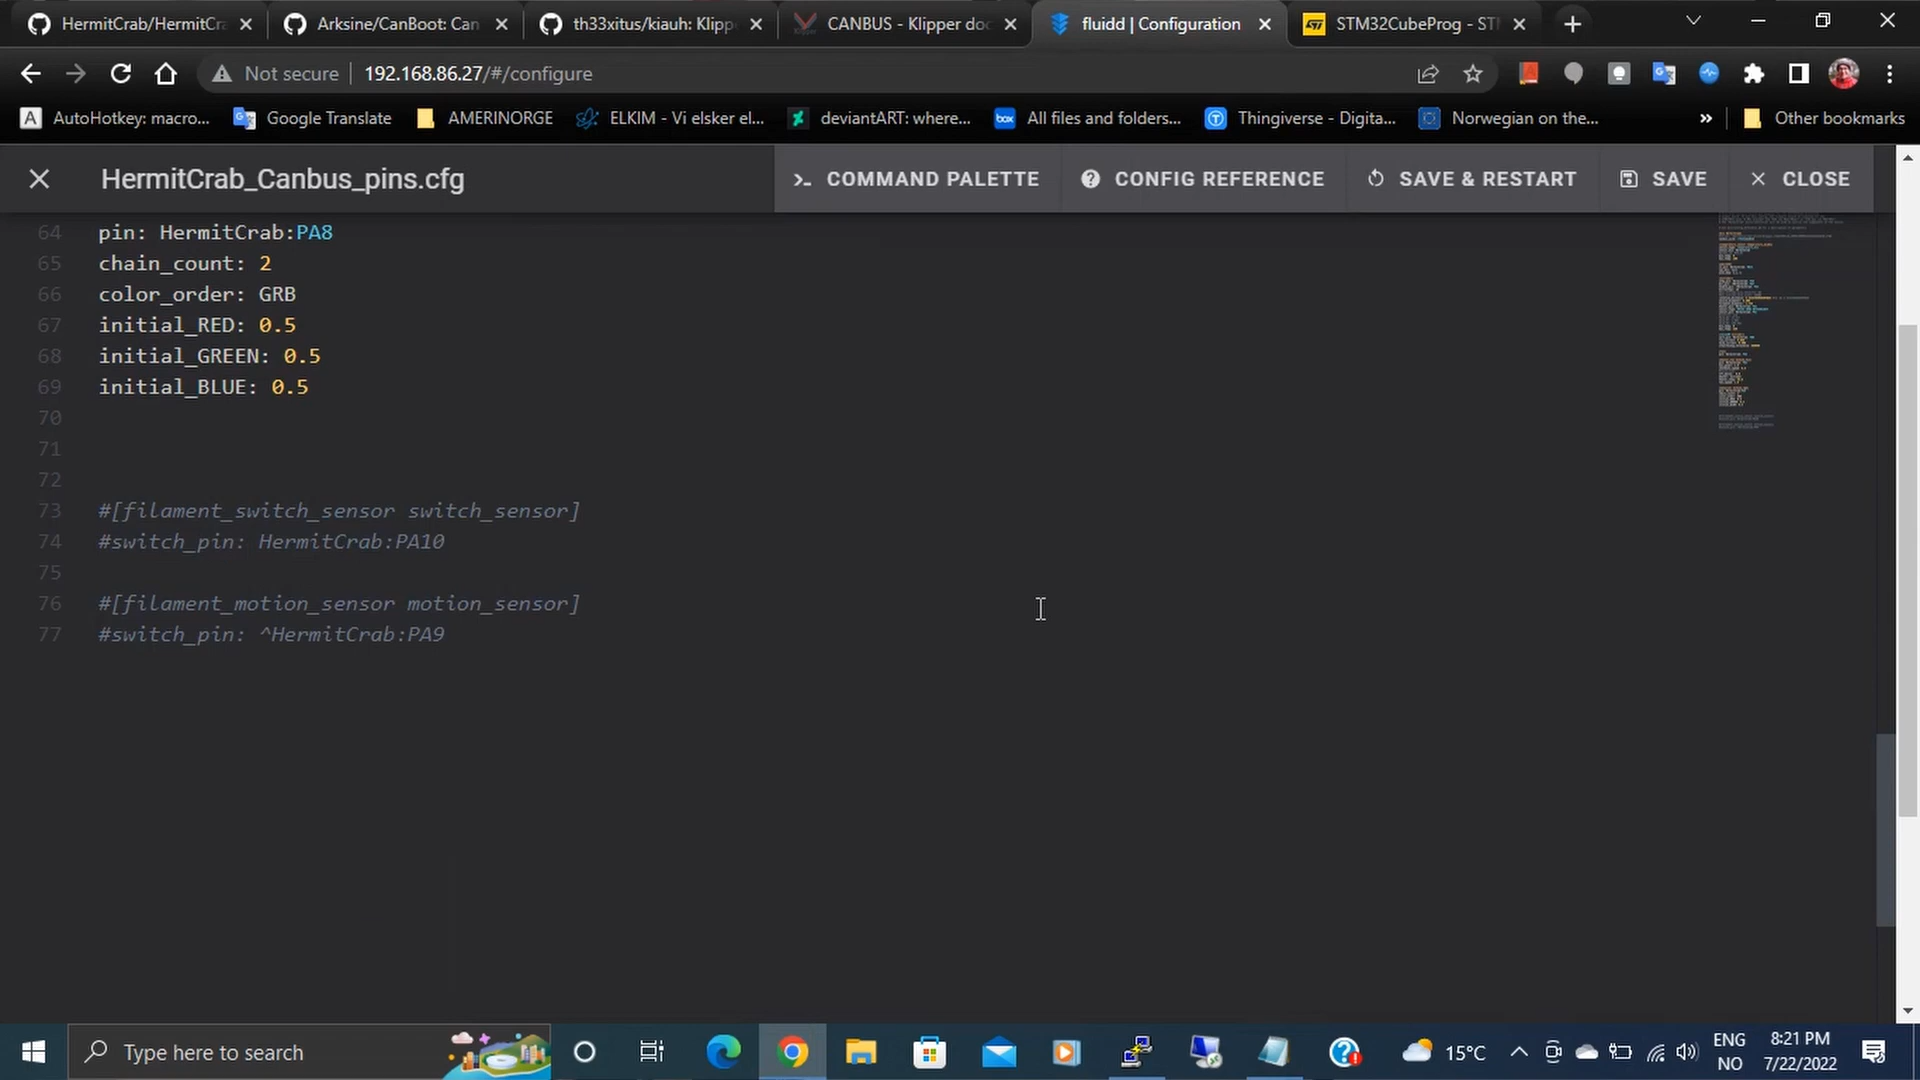 HermitCrab/HermitCra
Arksine/CanBoot: Can
th33xitus/kiauh: Klipp
CANBUS - Klipper doc
fluidd | Configuration
STM32CubeProg - STM
Not secure
192.168.86.27/#/configure
AutoHotkey: macro...
Google Translate
AMERINORGE
ELKIM - Vi elsker el...
deviantART: where...
box
All files and folders...
Thingiverse - Digita...
Norwegian on the...
»
Other bookmarks
HermitCrab_Canbus_pins.cfg
COMMAND PALETTE
CONFIG REFERENCE
SAVE & RESTART
SAVE
CLOSE
64 pin: HermitCrab:PA8
65 chain_count: 2
66 color_order: GRB
67 initial_RED: 0.5
68 initial_GREEN: 0.5
69 initial_BLUE: 0.5
70
71
72
73 #[filament_switch_sensor switch_sensor]
74 #switch_pin: HermitCrab:PA10
75
76 #[filament_motion_sensor motion_sensor]
77 #switch_pin: ^HermitCrab:PA9
Type here to search
15°C
ENG
NO
8:21 PM
7/22/2022